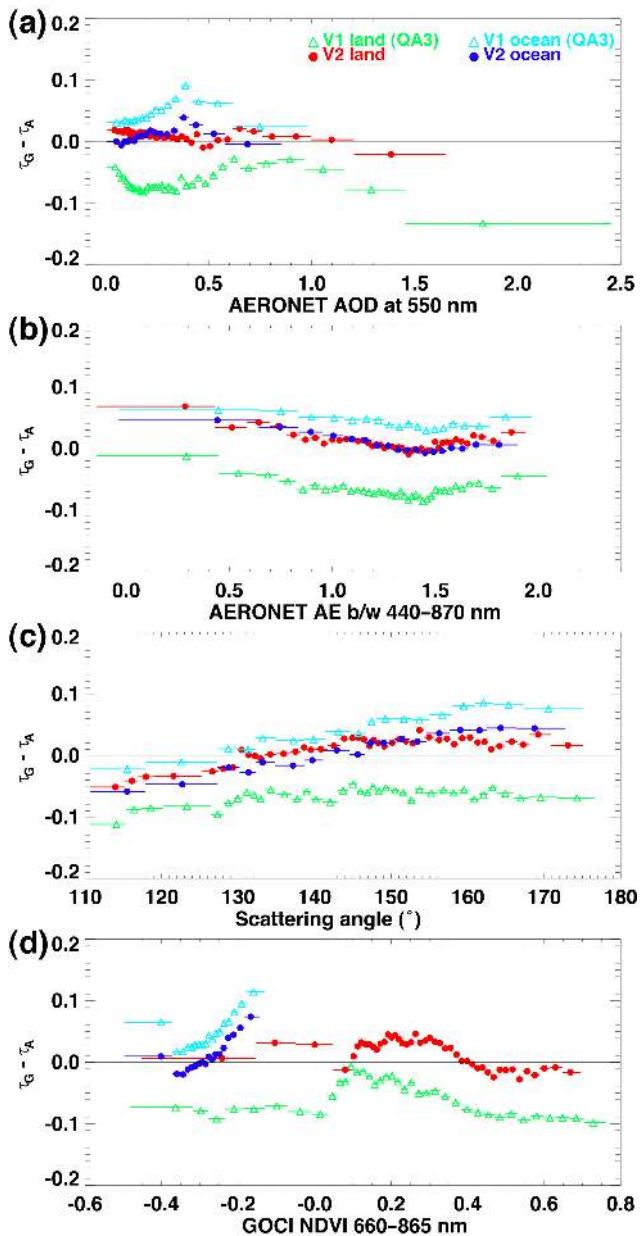 (a)
V1 land (QA3) V1 ocean (QA3)
V2 land V2 ocean
0.2
0.1
0.0
-0.1
-0.2
τG - τA
0.0 0.5 1.0 1.5 2.0 2.5
AERONET AOD at 550 nm
(b)
0.2
0.1
0.0
-0.1
-0.2
τG - τA
0.0 0.5 1.0 1.5 2.0
AERONET AE b/w 440-870 nm
(c)
0.2
0.1
0.0
-0.1
-0.2
τG - τA
110 120 130 140 150 160 170 180
Scattering angle (°)
(d)
0.2
0.1
0.0
-0.1
-0.2
τG - τA
-0.6 -0.4 -0.2 -0.0 0.2 0.4 0.6 0.8
GOCI NDVI 660-865 nm